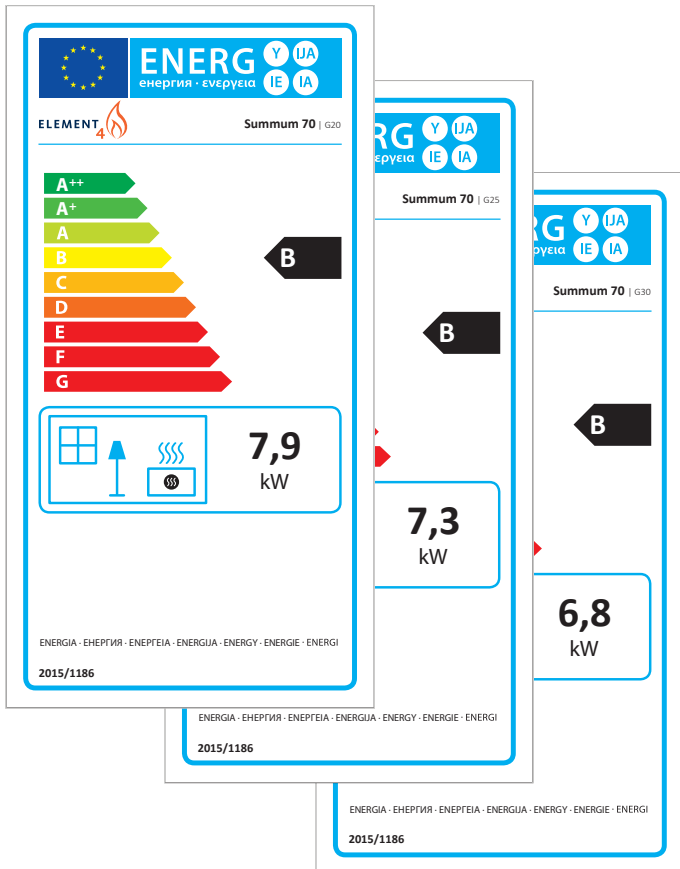 ENERG Y IJA
енергия · ενεργεια IE IA
ELEMENT4
Summum 70 | G20
A++
A+
A
B
B
C
D
E
F
G
7,9
kW
ENERGIA · ЕНЕРГИЯ · ΕΝΕΡΓΕΙΑ · ENERGIJA · ENERGY · ENERGIE · ENERGI
2015/1186
RG Y IJA
εργεια IE IA
Summum 70 | G25
B
7,3
kW
ENERGIA · ЕНЕРГИЯ · ΕΝΕΡΓΕΙΑ · ENERGIJA · ENERGY · ENERGIE · ENERGI
2015/1186
RG Y IJA
ργεια IE IA
Summum 70 | G30
B
6,8
kW
ENERGIA · ЕНЕРГИЯ · ΕΝΕΡΓΕΙΑ · ENERGIJA · ENERGY · ENERGIE · ENERGI
2015/1186